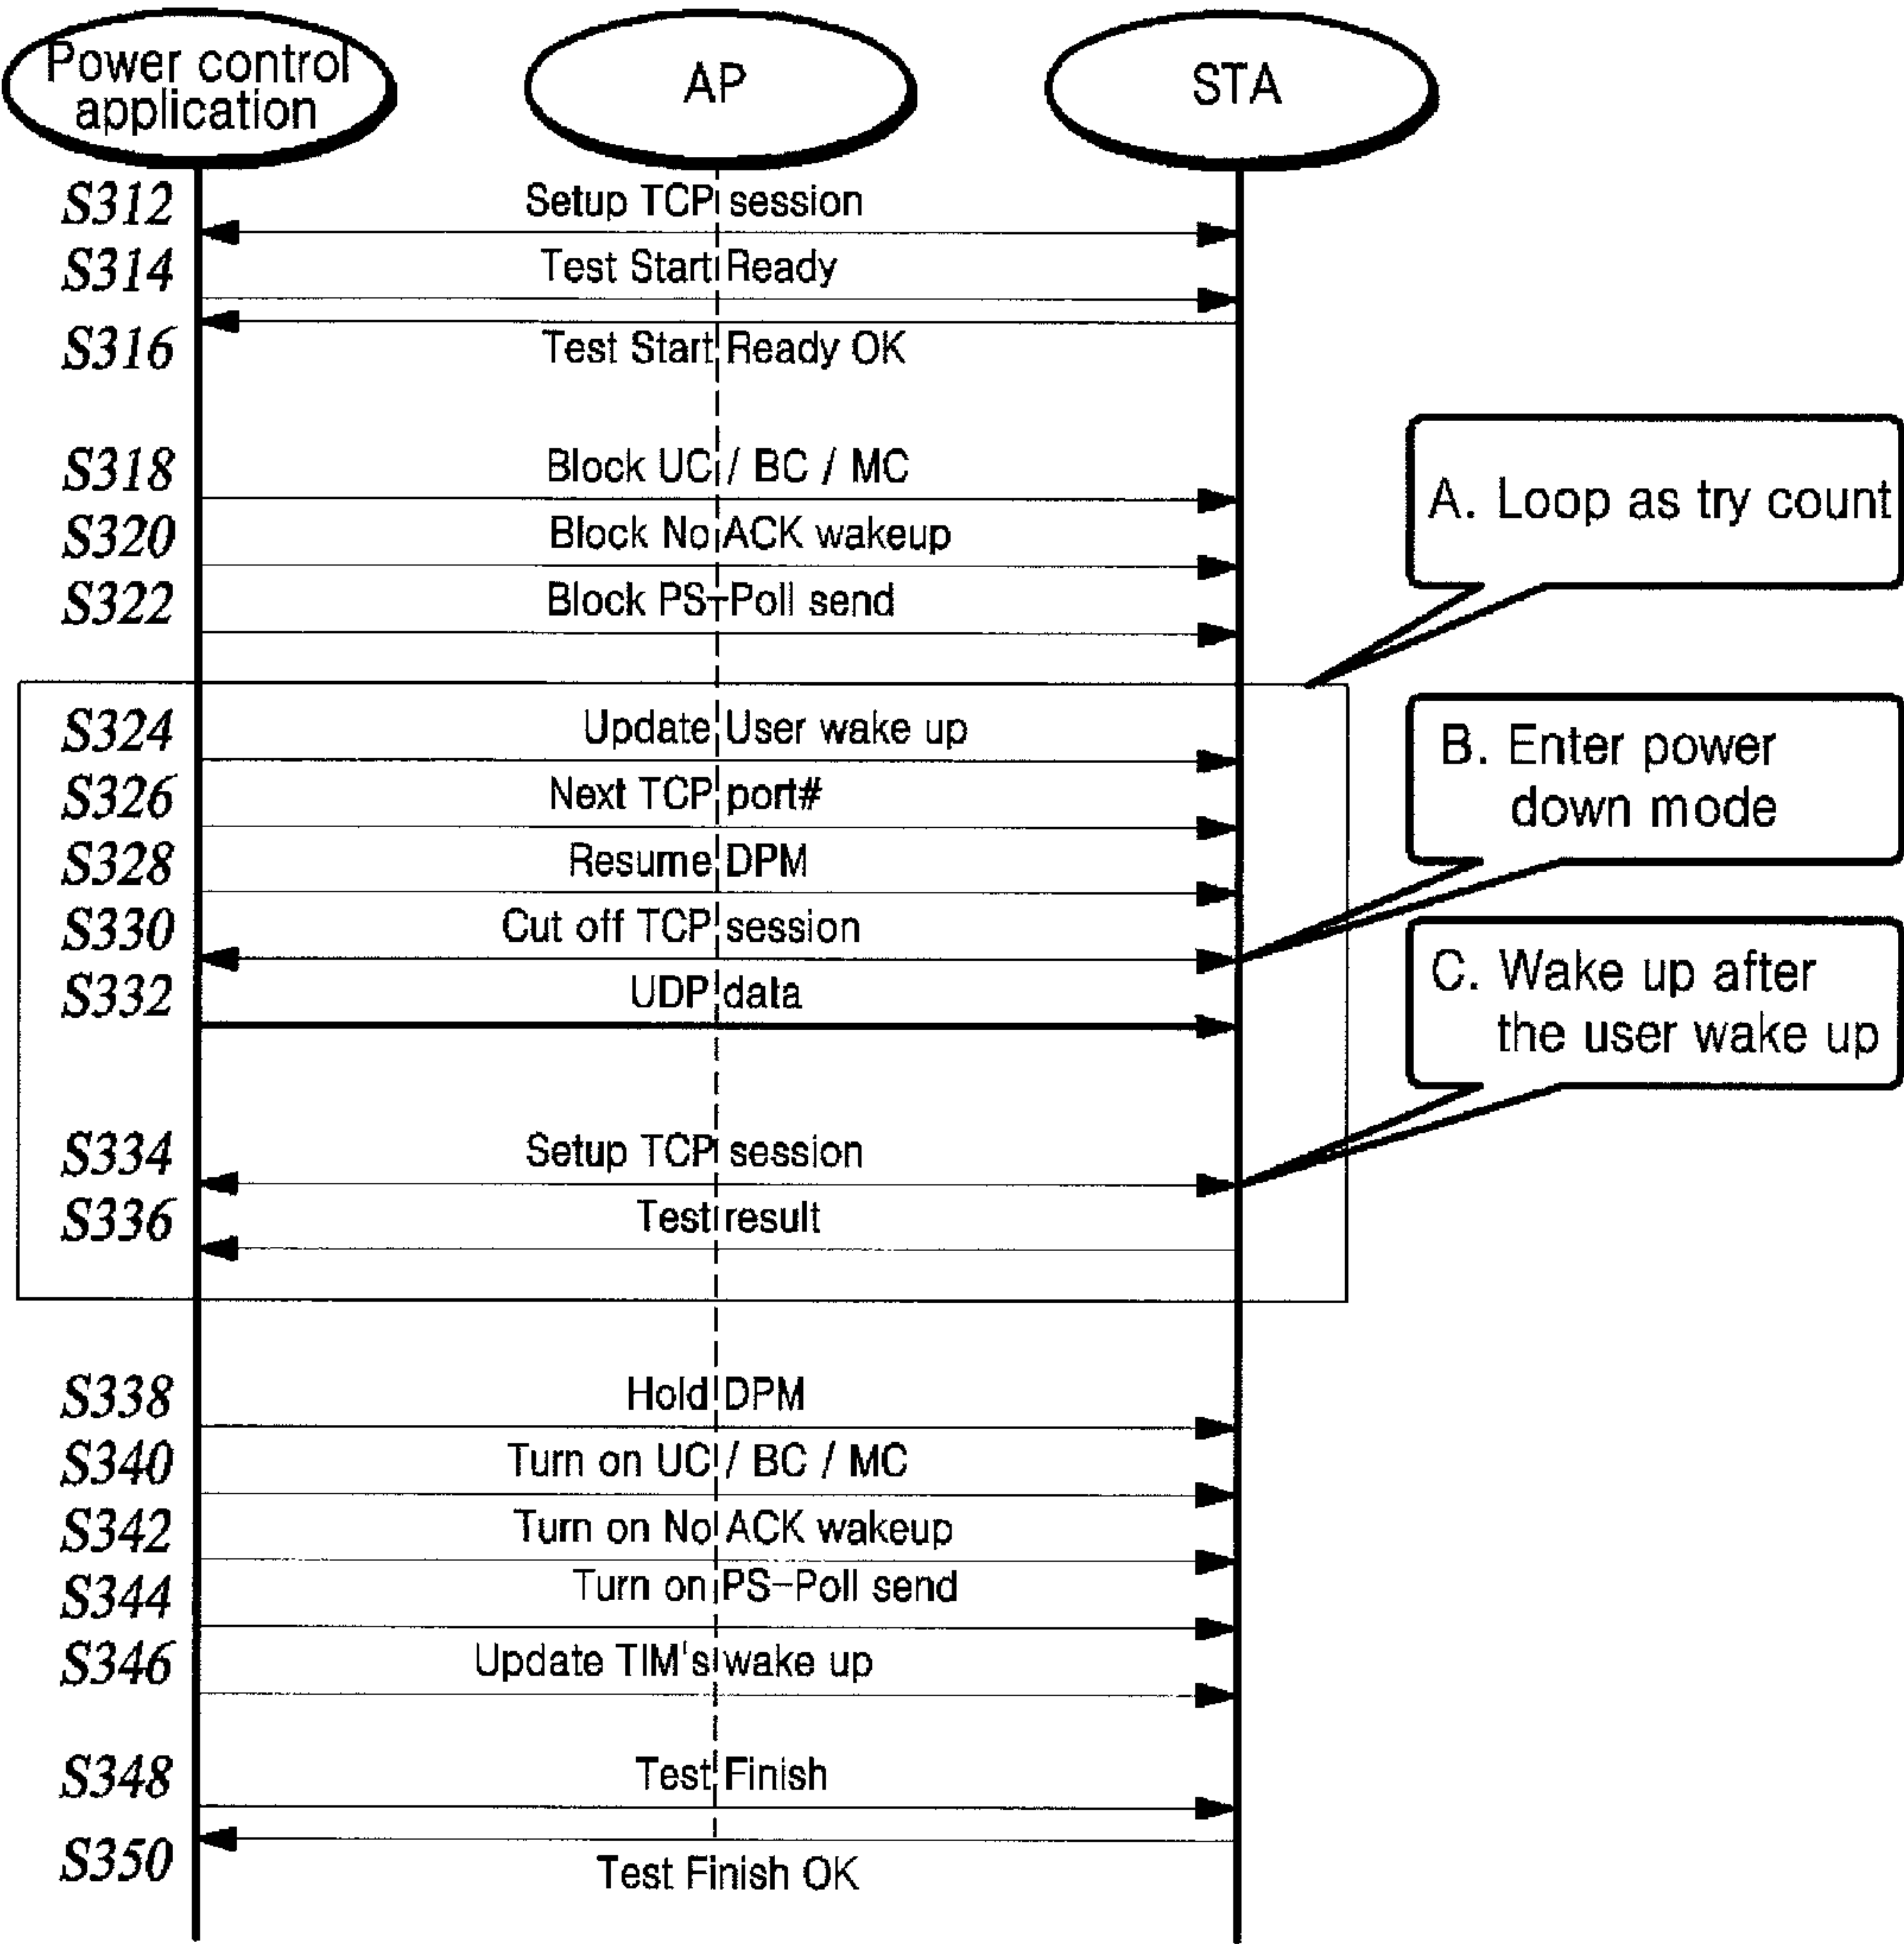 Power control
application
AP
STA
S312
Setup TCP session
S314
Test Start Ready
S316
Test Start Ready OK
S318
Block UC / BC / MC
S320
Block No ACK wakeup
S322
Block PS-Poll send
A. Loop as try count
S324
Update User wake up
S326
Next TCP port#
S328
Resume DPM
S330
Cut off TCP session
B. Enter power
down mode
S332
UDP data
C. Wake up after
the user wake up
S334
Setup TCP session
S336
Test result
S338
Hold DPM
S340
Turn on UC / BC / MC
S342
Turn on No ACK wakeup
S344
Turn on PS-Poll send
S346
Update TIM's wake up
S348
Test Finish
S350
Test Finish OK